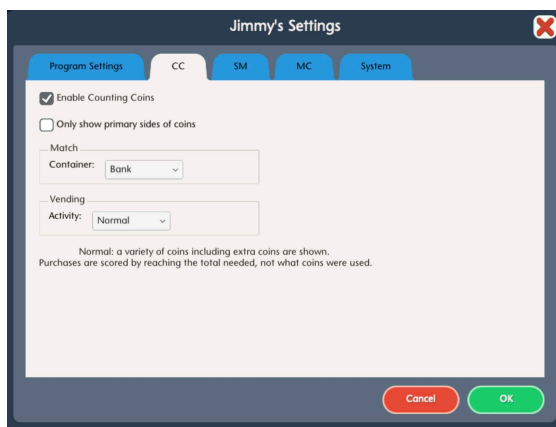 Jimmy's Settings
Program Settings
CC
SM
MC
System
Enable Counting Coins
Only show primary sides of coins
Match
Container: Bank
Vending
Activity: Normal
Normal: a variety of coins including extra coins are shown.
Purchases are scored by reaching the total needed, not what coins were used.
Cancel
OK